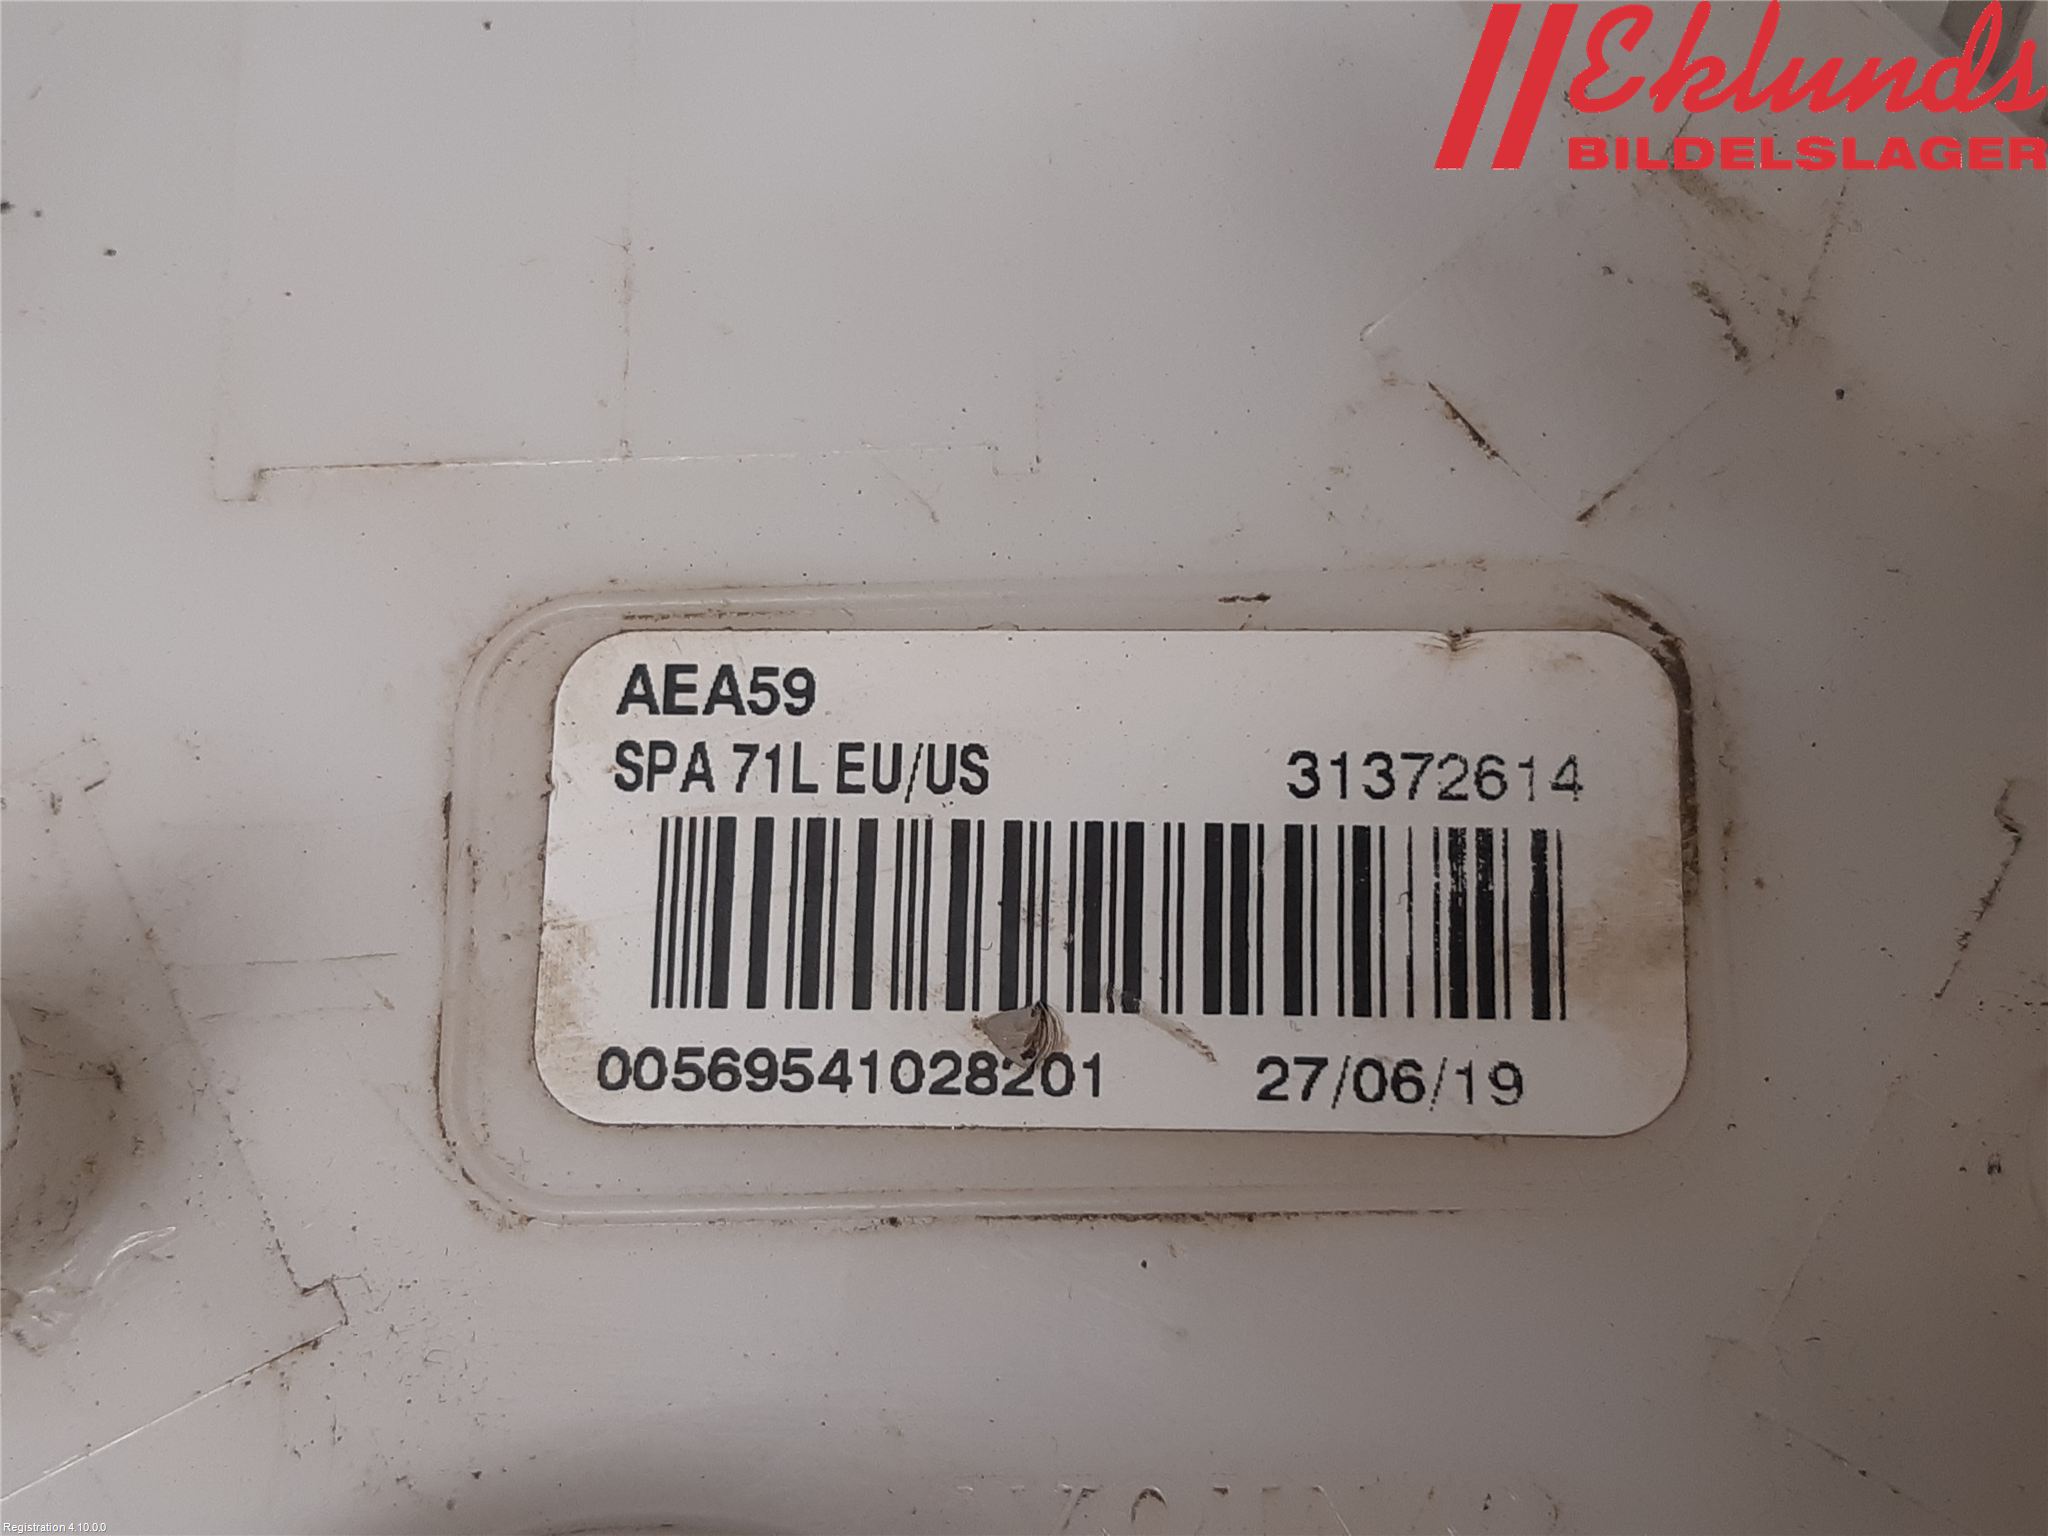 Eklunds
BILDELSLAGER
AEA59
SPA 71L EU/US
31372614
00569541028201
27/06/19
Registration 4.10.0.0